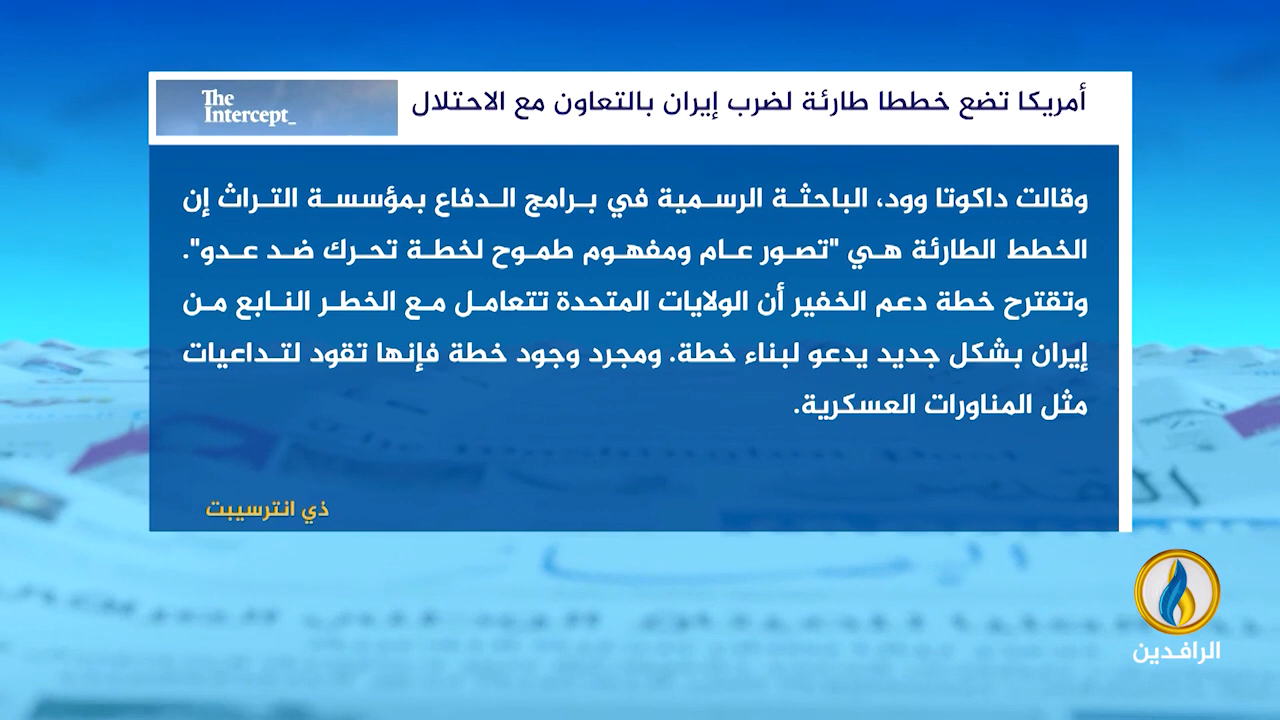 أمريكا تضع خططا طارئة لضرب إيران بالتعاون مع الاحتلال
The
Intercept_
وقالت داكوتا وود، الباحثة الرسمية في برامج الدفاع بمؤسسة التراث إن
الخطط الطارئة هي "تصور عام ومفهوم طموح لخطة تحرك ضد عدو".
وتقترح خطة دعم الخفير أن الولايات المتحدة تتعامل مع الخطر النابع من
إيران بشكل جديد يدعو لبناء خطة. ومجرد وجود خطة فإنها تقود لتداعيات
مثل المناورات العسكرية.
ذي انترسيبت
الرافدين